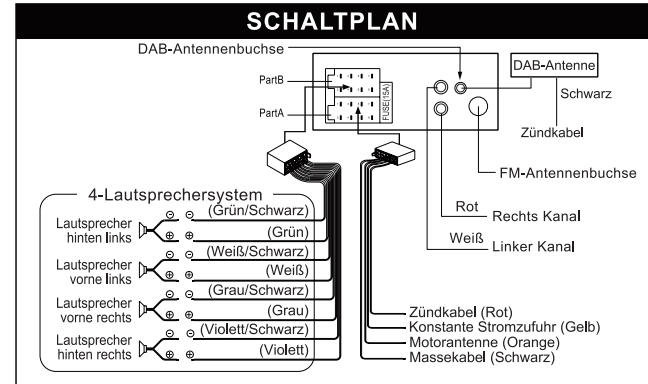 SCHALTPLAN
DAB-Antennenbuchse
PartB
PartA
FUSE(15A)
DAB-Antenne
Schwarz
Zündkabel
FM-Antennenbuchse
Rot
Rechts Kanal
Weiß
Linker Kanal
4-Lautsprechersystem
Lautsprecher
hinten links
(Grün/Schwarz)
(Grün)
Lautsprecher
vorne links
(Weiß/Schwarz)
(Weiß)
Lautsprecher
vorne rechts
(Grau/Schwarz)
(Grau)
Lautsprecher
hinten rechts
(Violett/Schwarz)
(Violett)
Zündkabel (Rot)
Konstante Stromzufuhr (Gelb)
Motorantenne (Orange)
Massekabel (Schwarz)